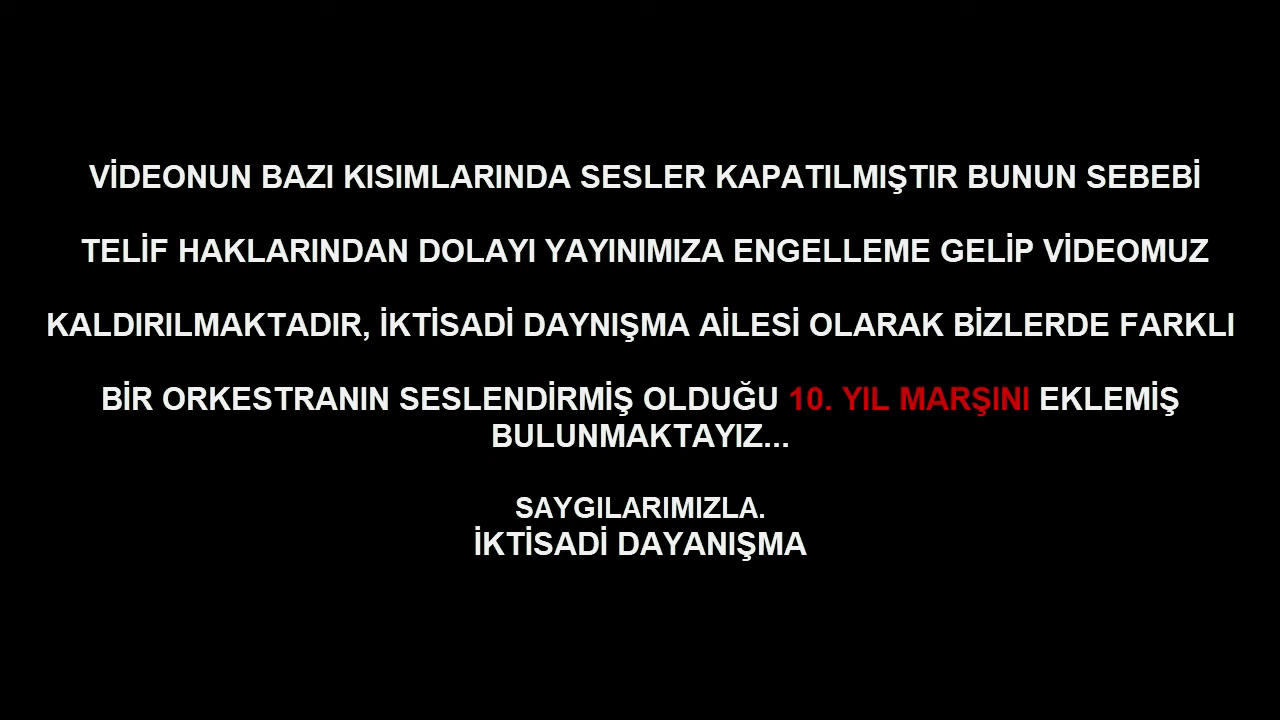 VİDEONUN BAZI KISIMLARINDA SESLER KAPATILMIŞTIR BUNUN SEBEBİ
TELİF HAKLARINDAN DOLAYI YAYINIMIZA ENGELLEME GELİP VİDEOMUZ
KALDIRILMAKTADIR, İKTİSADİ DAYNIŞMA AİLESİ OLARAK BİZLERDE FARKLI
BİR ORKESTRANIN SESLENDİRMİŞ OLDUĞU 10. YIL MARŞINI EKLEMİŞ
BULUNMAKTAYIZ...
SAYGILARIMIZLA.
İKTİSADİ DAYANIŞMA